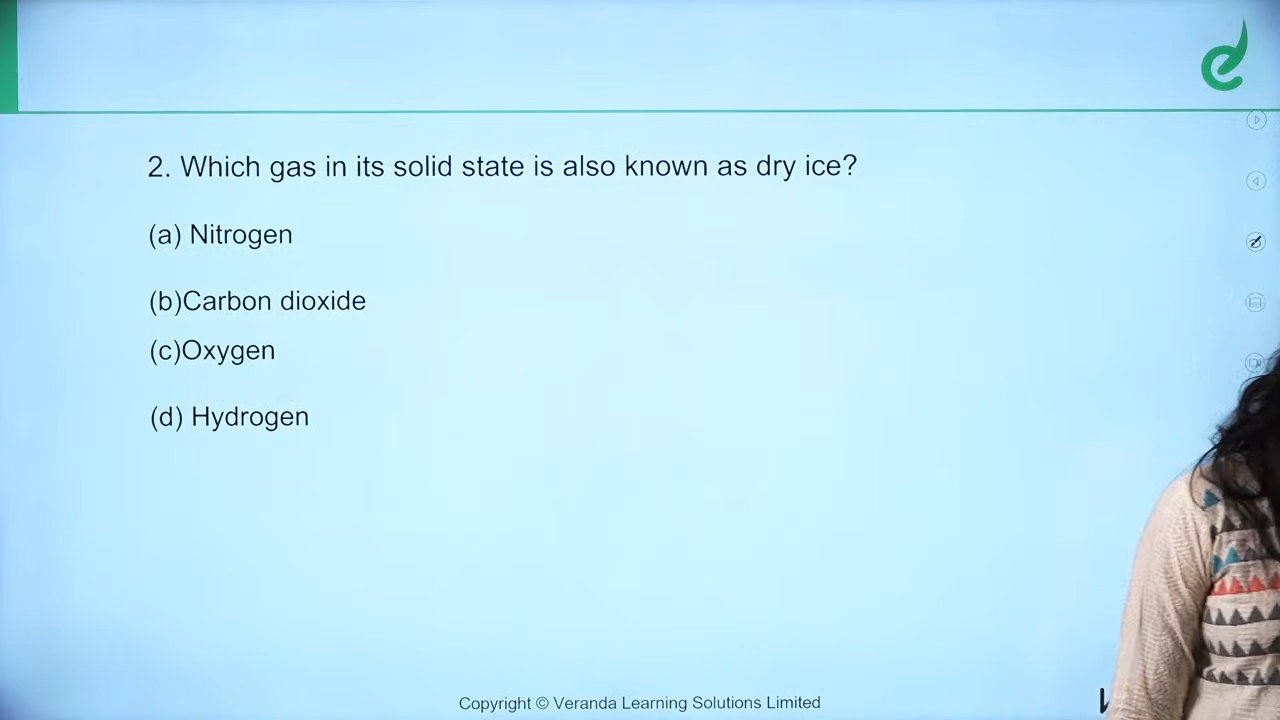 2. Which gas in its solid state is also known as dry ice?
(a) Nitrogen
(b)Carbon dioxide
(c)Oxygen
(d) Hydrogen
Copyright © Veranda Learning Solutions Limited